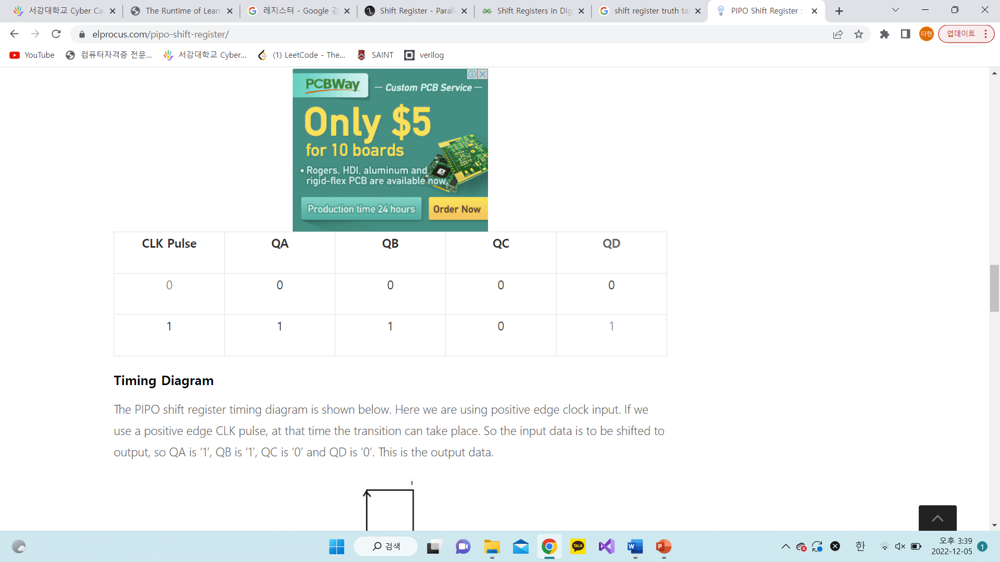 서강대학교 Cyber Ca
The Runtime of Lear
레지스터 - Google 검
Shift Register - Parall
Shift Registers in Dig
shift register truth ta
PIPO Shift Register :
elprocus.com/pipo-shift-register/
다현
업데이트
YouTube
컴퓨터자격증 전문...
서강대학교 Cyber...
(1) LeetCode - The...
SAINT
verilog
PCBWay
— Custom PCB Service —
Only $5
for 10 boards
• Rogers, HDI, aluminum and
rigid-flex PCB are available now.
Production time 24 hours
Order Now
CLK Pulse QA QB QC QD
0 0 0 0 0
1 1 1 0 1
Timing Diagram
The PIPO shift register timing diagram is shown below. Here we are using positive edge clock input. If we
use a positive edge CLK pulse, at that time the transition can take place. So the input data is to be shifted to
output, so QA is ‘1’, QB is ‘1’, QC is ‘0’ and QD is ‘0’. This is the output data.
1
검색
TALK
W
P
한
오후 3:39
2022-12-05
1